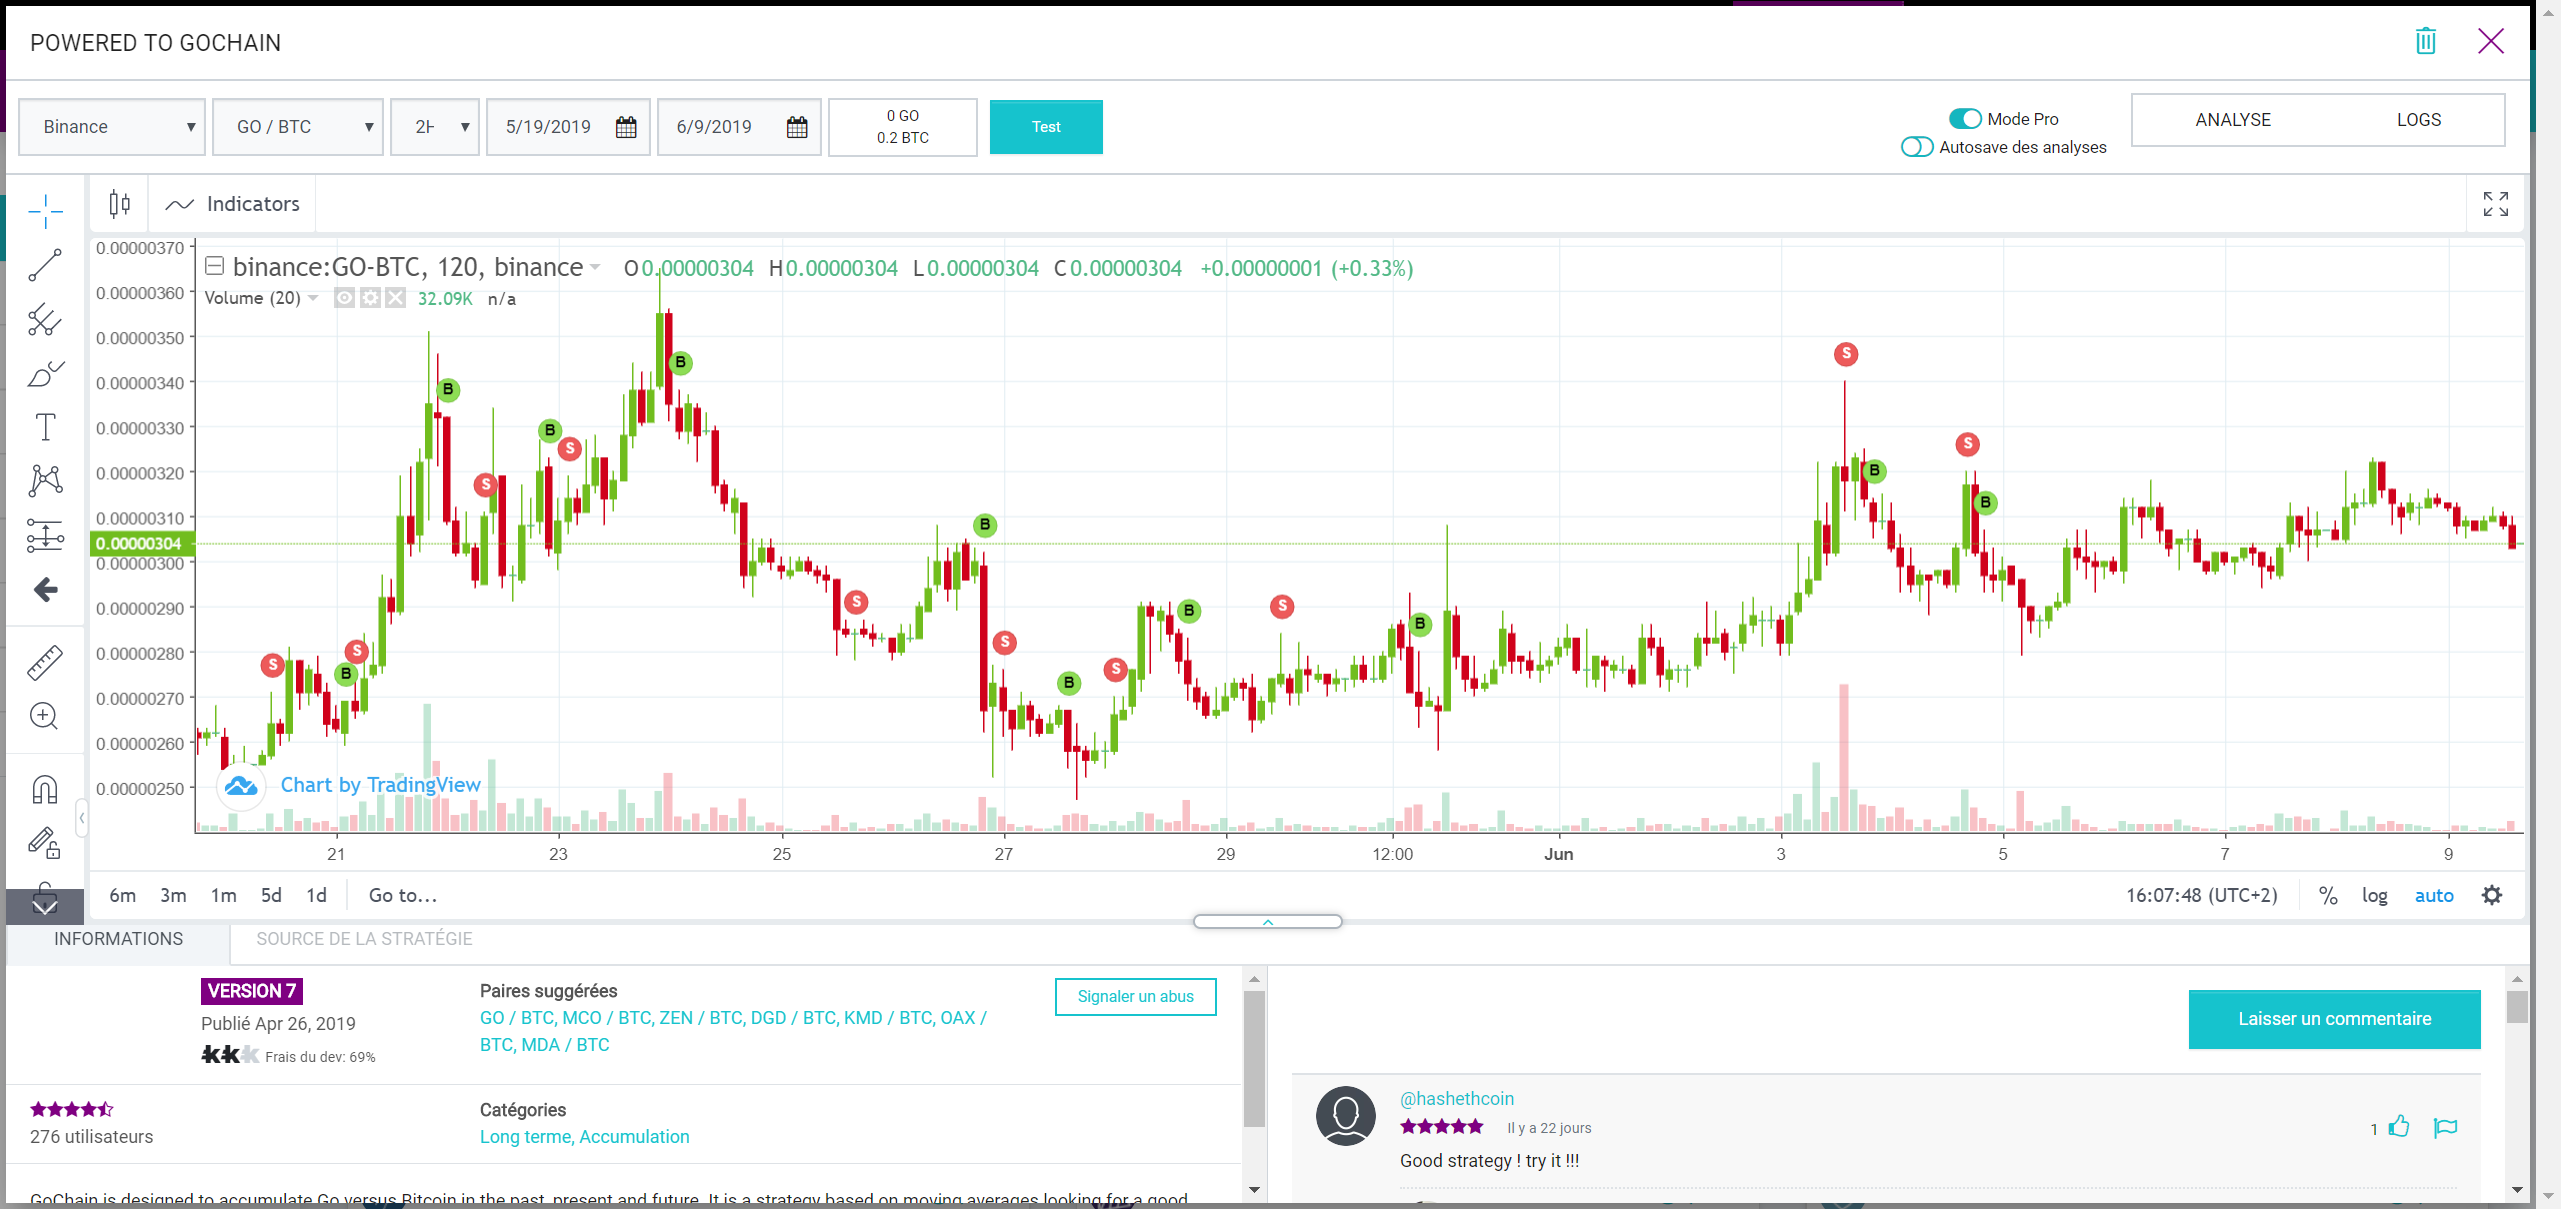 POWERED TO GOCHAIN
Binance
GO / BTC
2H
5/19/2019
6/9/2019
0 GO
0.2 BTC
Test
Mode Pro
Autosave des analyses
ANALYSE
LOGS
Indicators
binance:GO-BTC, 120, binance
O 0.00000304 H 0.00000304 L 0.00000304 C 0.00000304 +0.00000001 (+0.33%)
Volume (20)
32.09K n/a
0.00000370
0.00000360
0.00000350
0.00000340
0.00000330
0.00000320
0.00000310
0.00000304
0.00000300
0.00000290
0.00000280
0.00000270
0.00000260
0.00000250
S
B
S
B
S
B
S
B
S
B
S
B
S
B
S
B
S
B
S
B
Chart by TradingView
21
23
25
27
29
12:00
Jun
3
5
7
9
6m 3m 1m 5d 1d Go to...
16:07:48 (UTC+2) % log auto
INFORMATIONS
SOURCE DE LA STRATÉGIE
VERSION 7
Publié Apr 26, 2019
Frais du dev: 69%
Paires suggérées
GO / BTC, MCO / BTC, ZEN / BTC, DGD / BTC, KMD / BTC, OAX /
BTC, MDA / BTC
Signaler un abus
276 utilisateurs
Catégories
Long terme, Accumulation
GoChain is designed to accumulate Go versus Bitcoin in the past, present and future. It is a strategy based on moving averages looking for a good
Laisser un commentaire
@hashethcoin
Il y a 22 jours
1
Good strategy ! try it !!!